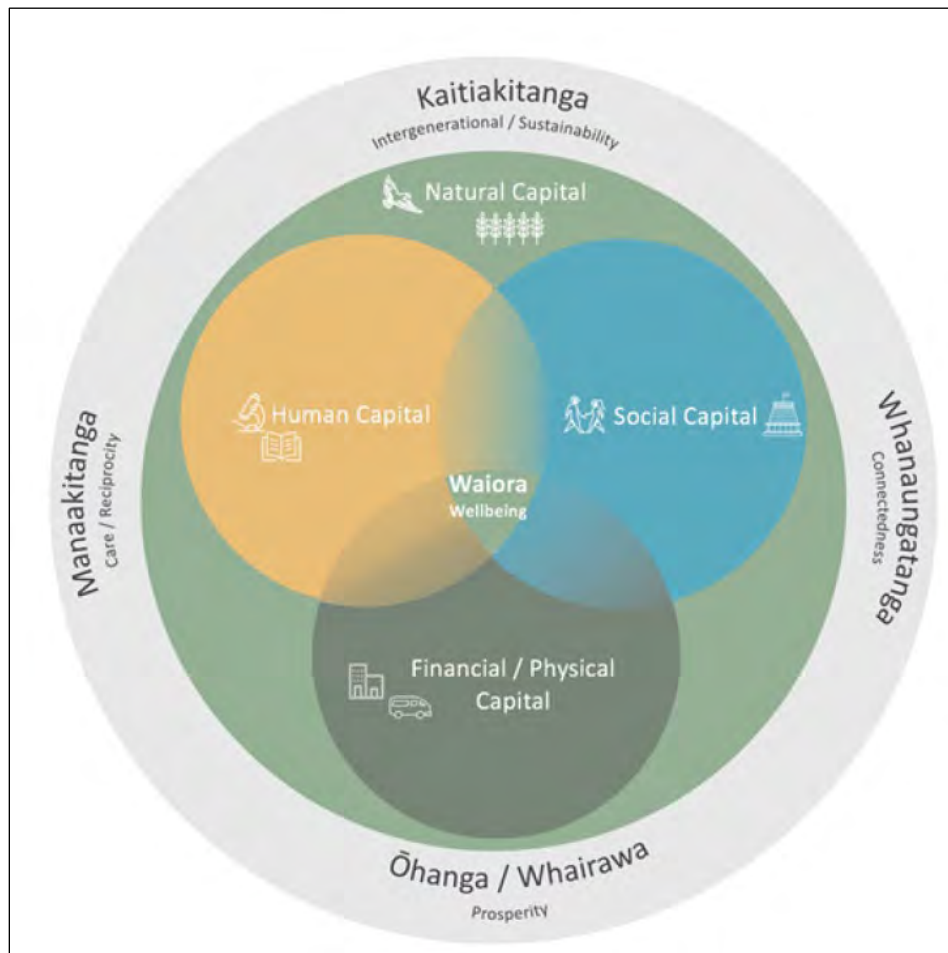 Kaitiakitanga
Intergenerational / Sustainability
Natural Capital
Human Capital
Social Capital
Waiora
Wellbeing
Manaakitanga
Care / Reciprocity
Whanaungatanga
Connectedness
Financial / Physical
Capital
Ōhanga / Whairawa
Prosperity